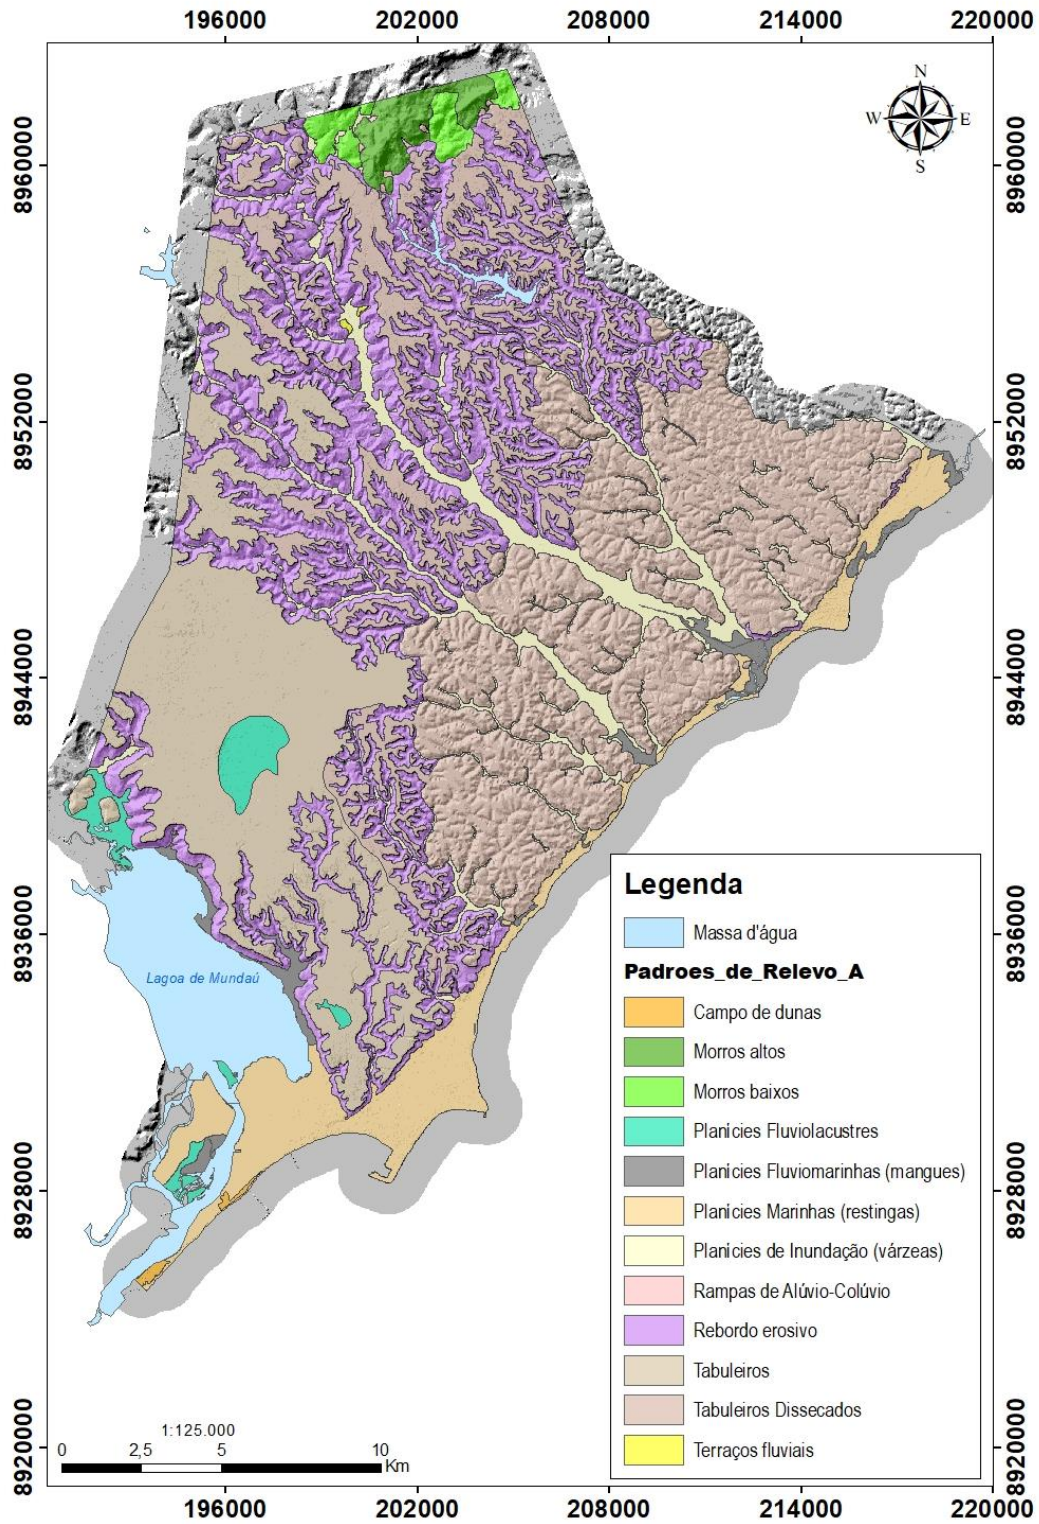 196000 202000 208000 214000 220000
N
W E
S
8960000 8960000
8952000 8952000
8944000 8944000
8936000 8936000
8928000 8928000
8920000 8920000
Lagoa de Mundaú
Legenda
Massa d'água
Padroes_de_Relevo_A
Campo de dunas
Morros altos
Morros baixos
Planícies Fluviolacustres
Planícies Fluviomarinhas (mangues)
Planícies Marinhas (restingas)
Planícies de Inundação (várzeas)
Rampas de Alúvio-Colúvio
Rebordo erosivo
Tabuleiros
Tabuleiros Dissecados
Terraços fluviais
1:125.000
0 2,5 5 10
Km
196000 202000 208000 214000 220000